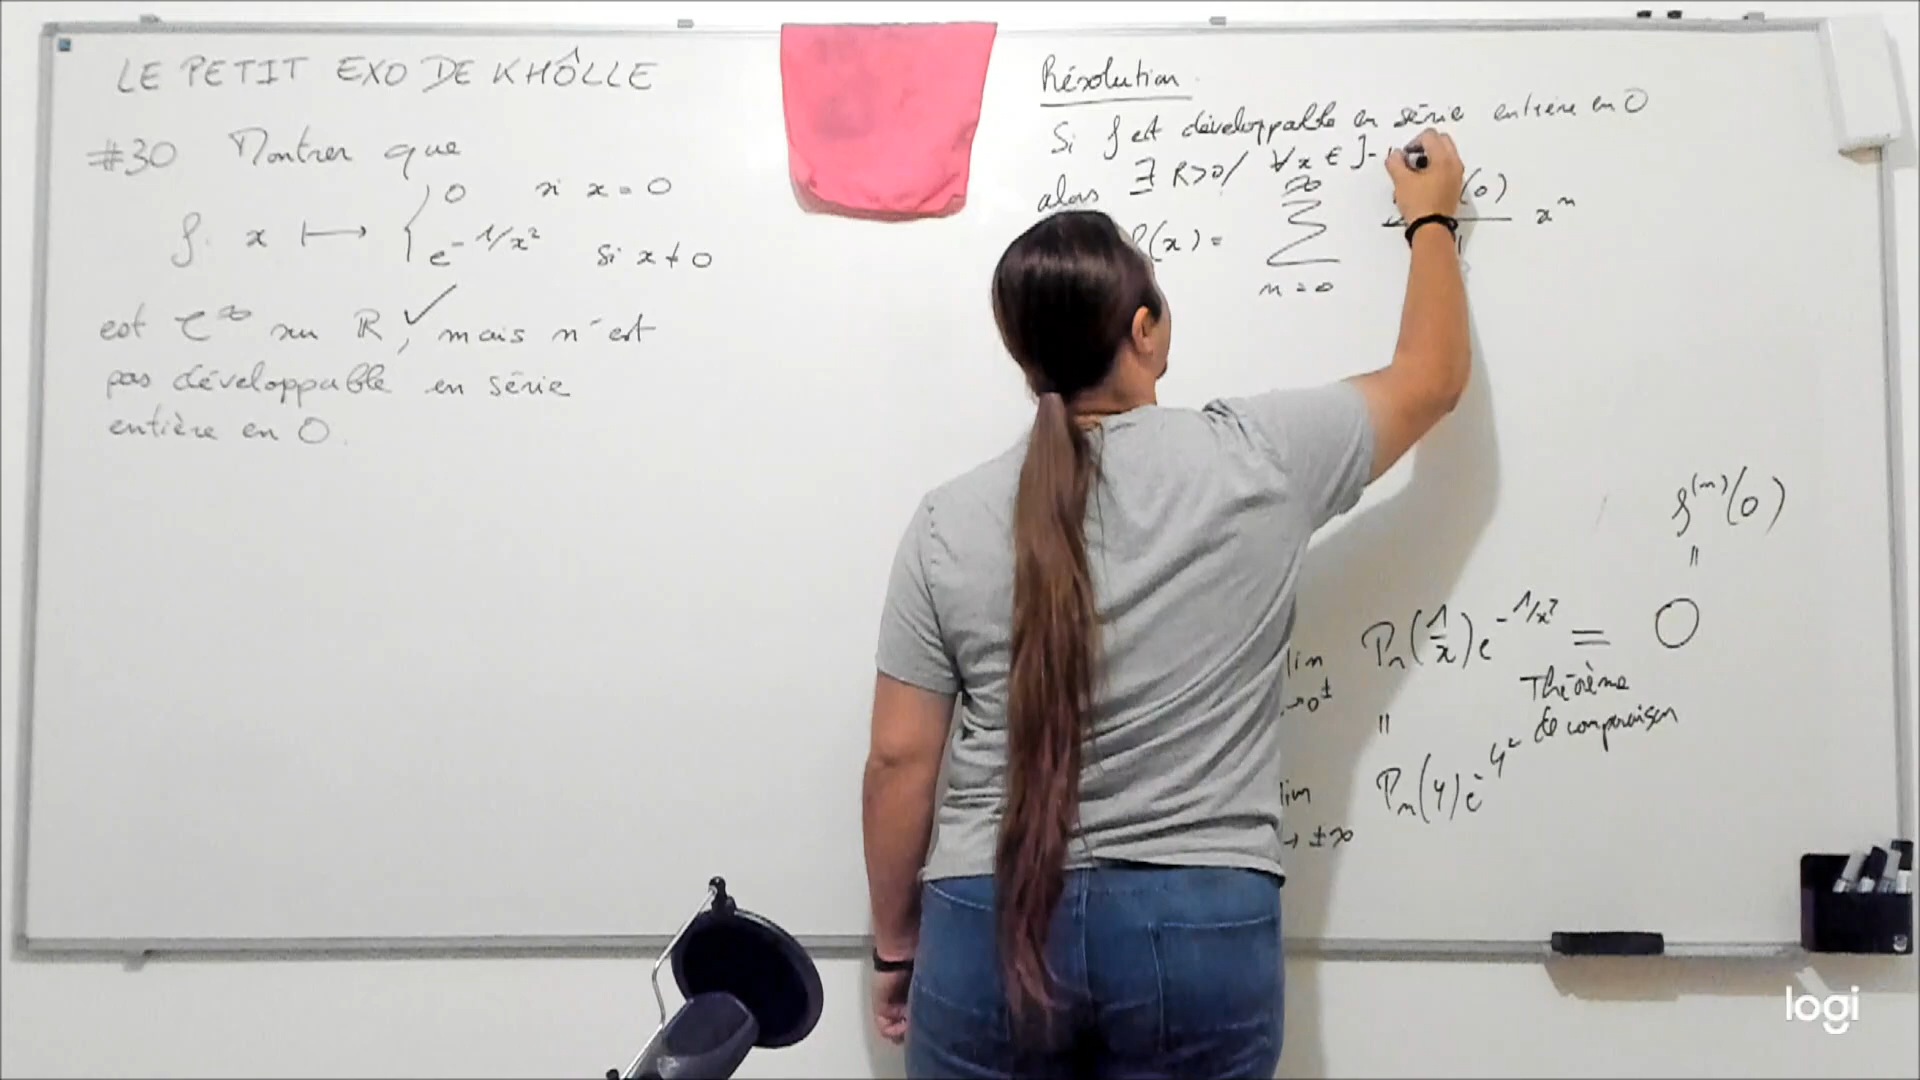 LE PETIT EXO DE KHÔLLE
#30 Montrer que
0 si x = 0
f: x ⟼ {
e^{-1/x²} si x ≠ 0
est C^∞ sur ℝ ✓, mais n'est
pas développable en série
entière en 0.
Résolution.
Si f est développable en série entière en 0
alors ∃ R>0 / ∀x ∈ ]-
(x) = ∑_{n=0}^{∞} (0) x^n
f^{(n)}(0)
=
lim →0^± P_n(1/x) e^{-1/x²} = 0
Théorème
de comparaison
=
lim → ±∞ P_n(y) e^{-y²}
logi